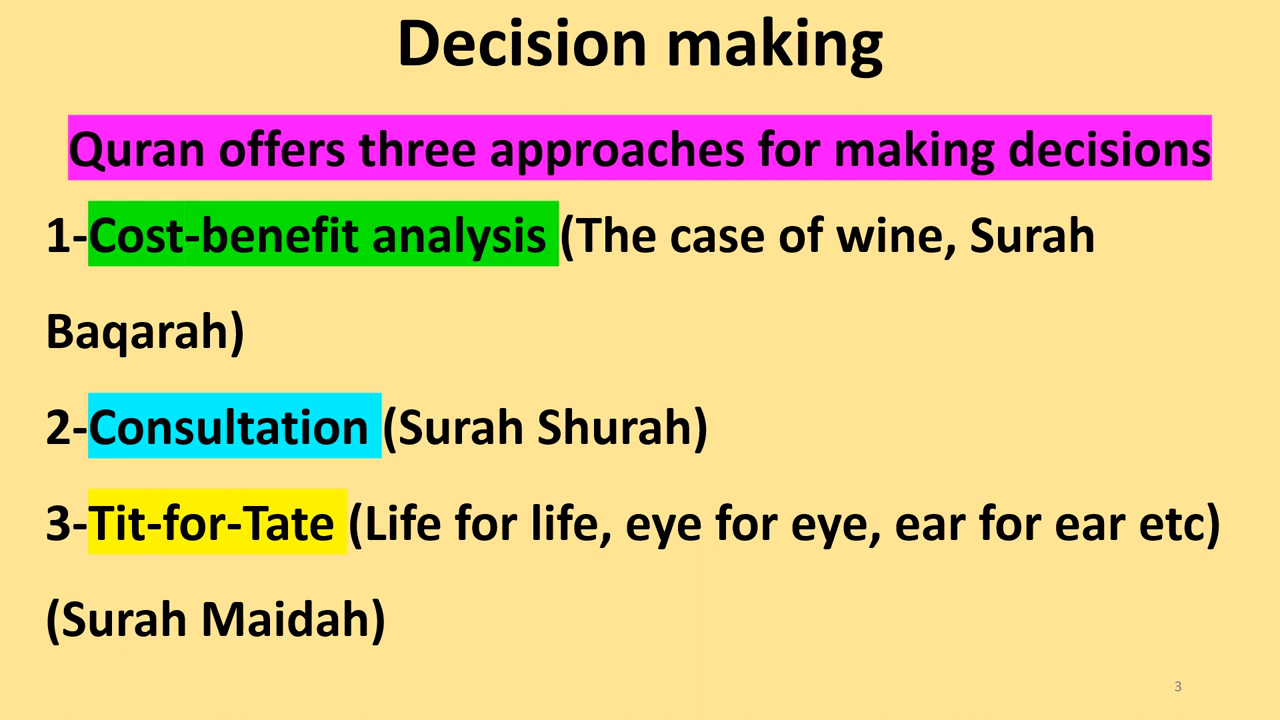 Decision making
Quran offers three approaches for making decisions
1-Cost-benefit analysis (The case of wine, Surah
Baqarah)
2-Consultation (Surah Shurah)
3-Tit-for-Tate (Life for life, eye for eye, ear for ear etc)
(Surah Maidah)
3